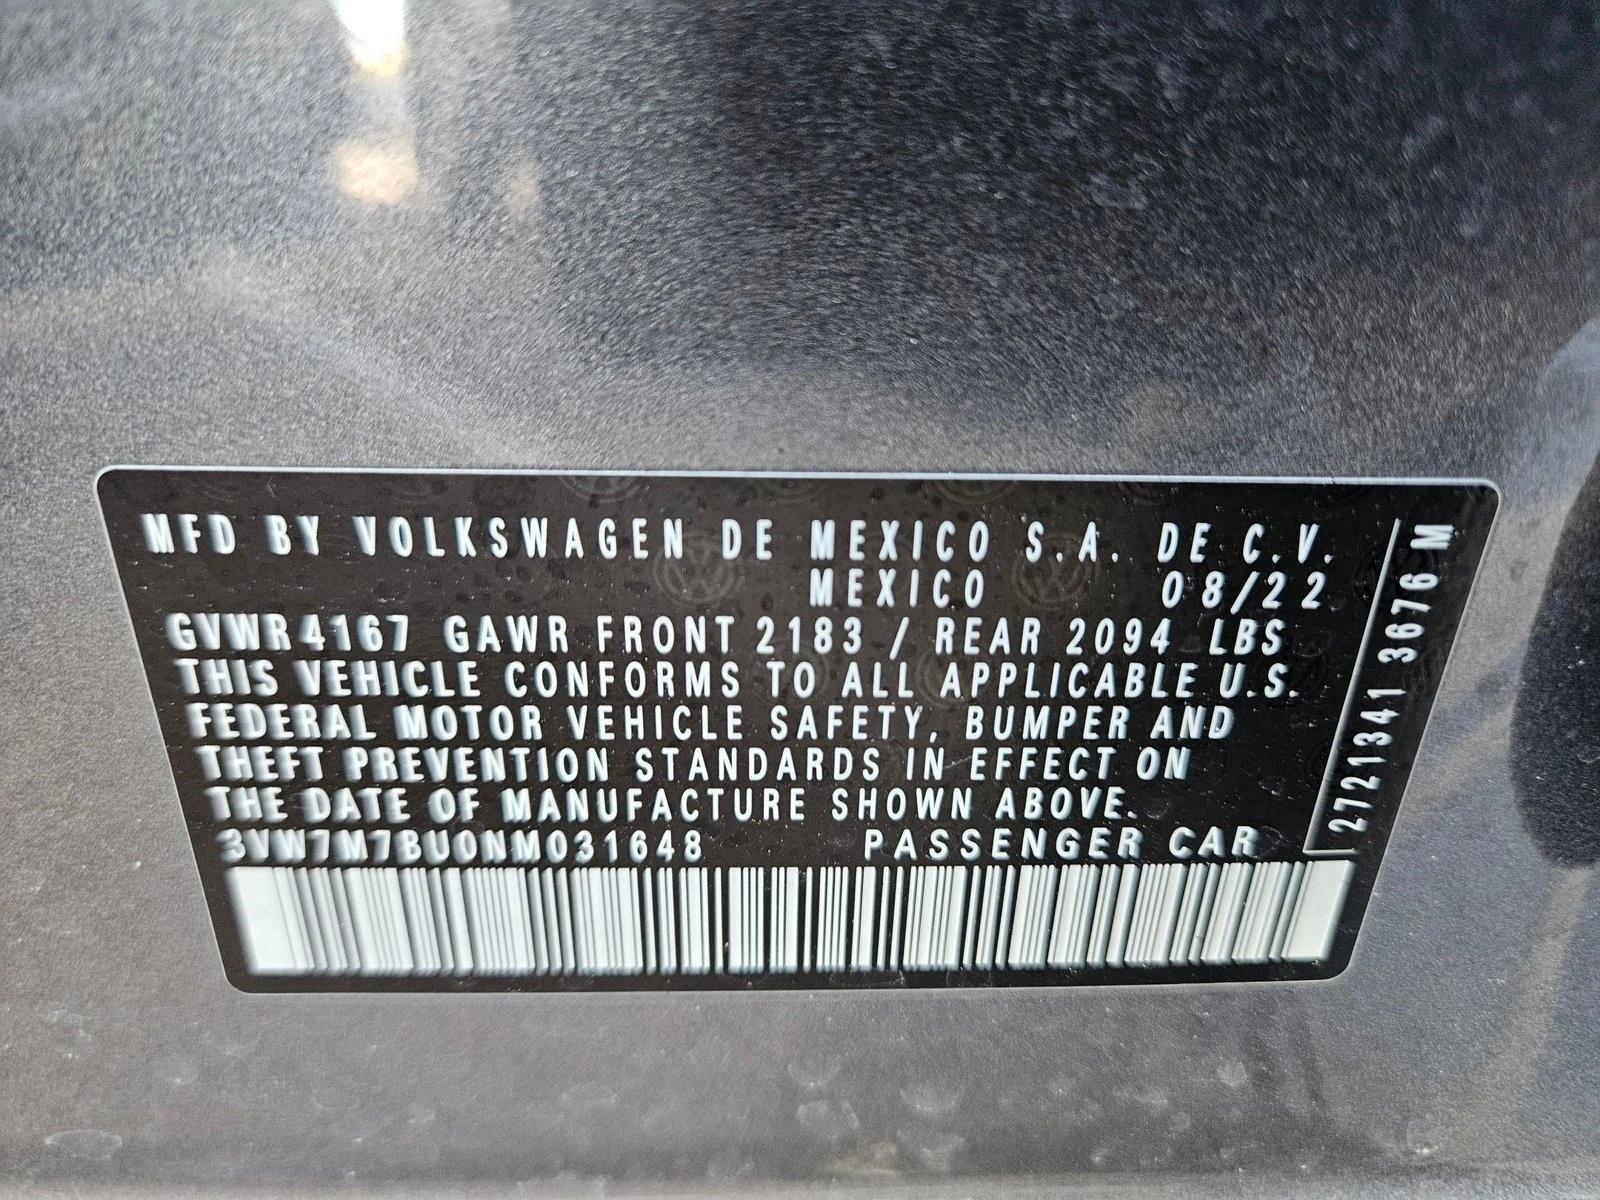 MFD BY VOLKSWAGEN DE MEXICO S.A. DE C.V.
MEXICO 08/22
GVWR 4167 GAWR FRONT 2183 / REAR 2094 LBS
THIS VEHICLE CONFORMS TO ALL APPLICABLE U.S.
FEDERAL MOTOR VEHICLE SAFETY, BUMPER AND
THEFT PREVENTION STANDARDS IN EFFECT ON
THE DATE OF MANUFACTURE SHOWN ABOVE.
3VW7M7BU0NM031648 PASSENGER CAR
2721341 3676 M